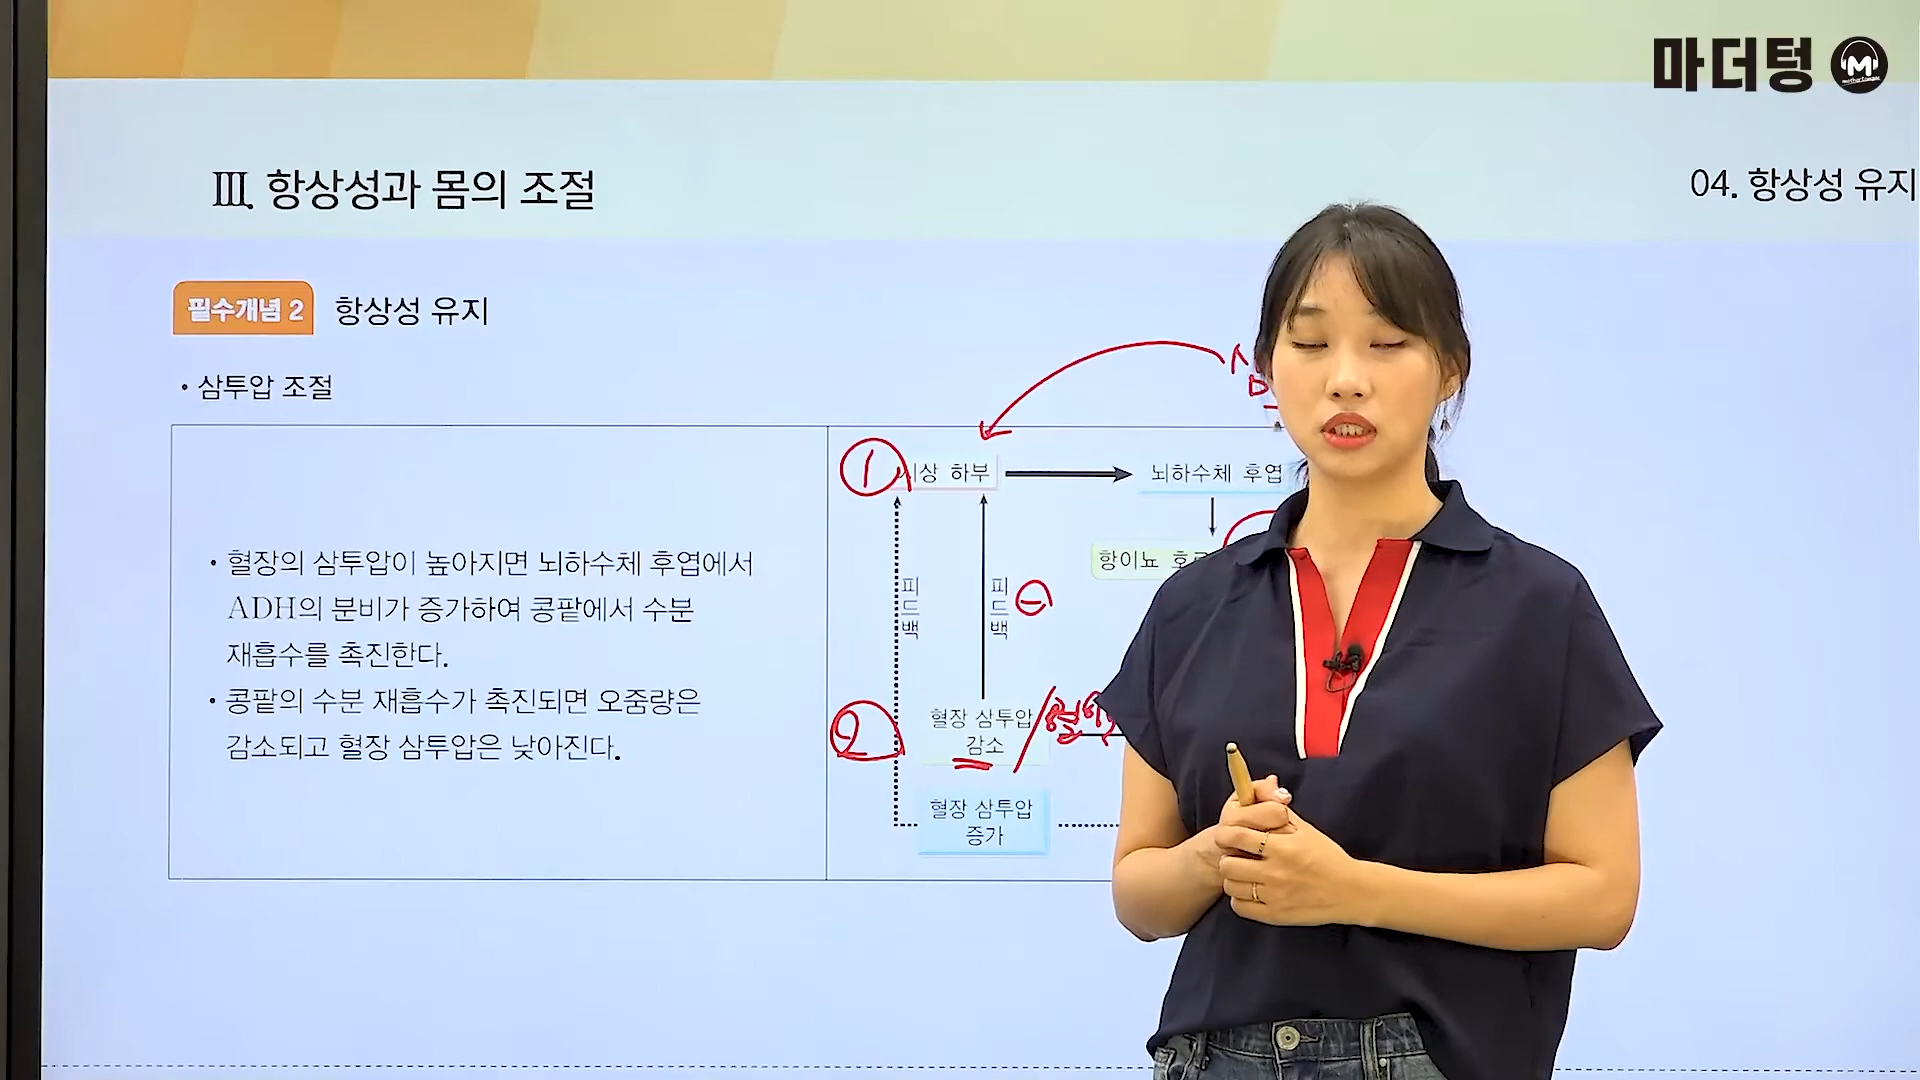 마더텅
Ⅲ. 항상성과 몸의 조절
04. 항상성 유지
필수개념 2 항상성 유지
• 삼투압 조절
• 혈장의 삼투압이 높아지면 뇌하수체 후엽에서
ADH의 분비가 증가하여 콩팥에서 수분
재흡수를 촉진한다.
• 콩팥의 수분 재흡수가 촉진되면 오줌량은
감소되고 혈장 삼투압은 낮아진다.
① 시상 하부
뇌하수체 후엽
항이뇨
피드백
피드백
⊖
②
혈장 삼투압
감소
혈장 삼투압
증가